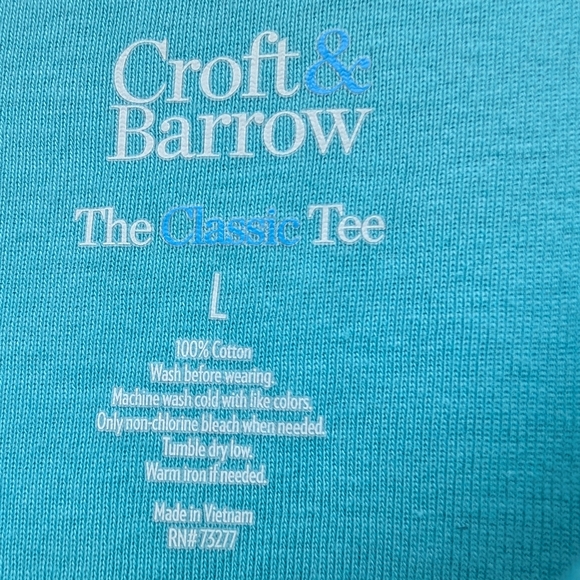 Croft &
Barrow
The Classic Tee
L
100% Cotton
Wash before wearing.
Machine wash cold with like colors.
Only non-chlorine bleach when needed.
Tumble dry low.
Warm iron if needed.
Made in Vietnam
RN# 73277